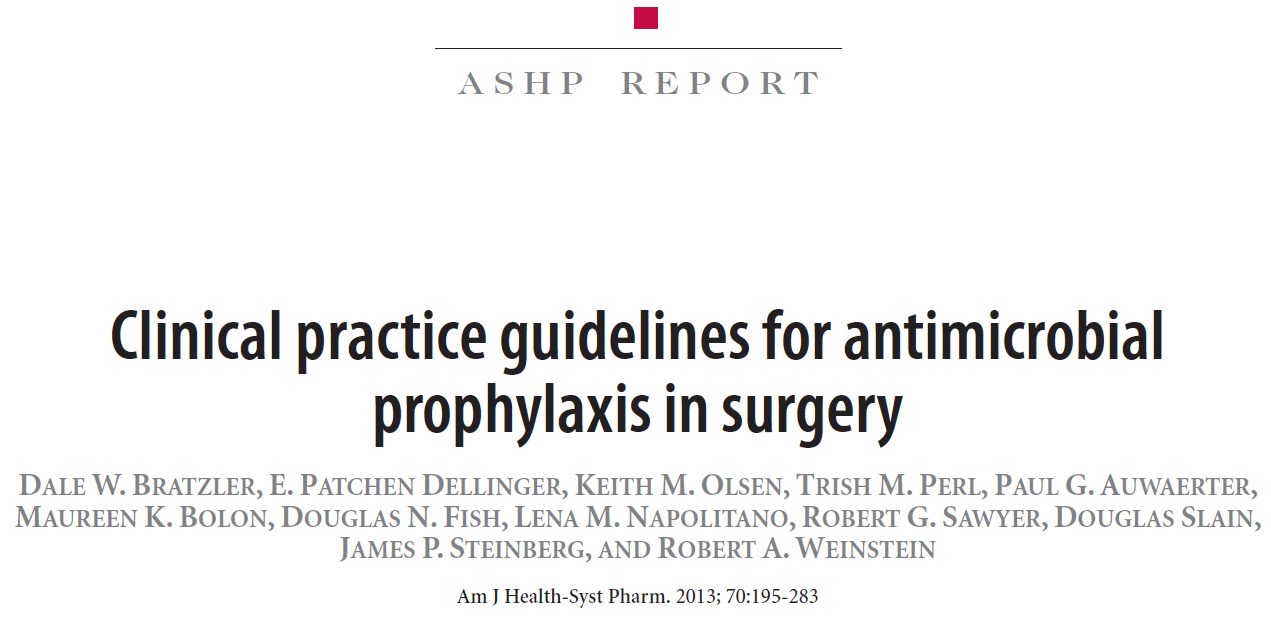 ASHP REPORT
Clinical practice guidelines for antimicrobial
prophylaxis in surgery
Dale W. Bratzler, E. Patchen Dellinger, Keith M. Olsen, Trish M. Perl, Paul G. Auwaerter,
Maureen K. Bolon, Douglas N. Fish, Lena M. Napolitano, Robert G. Sawyer, Douglas Slain,
James P. Steinberg, and Robert A. Weinstein
Am J Health-Syst Pharm. 2013; 70:195-283